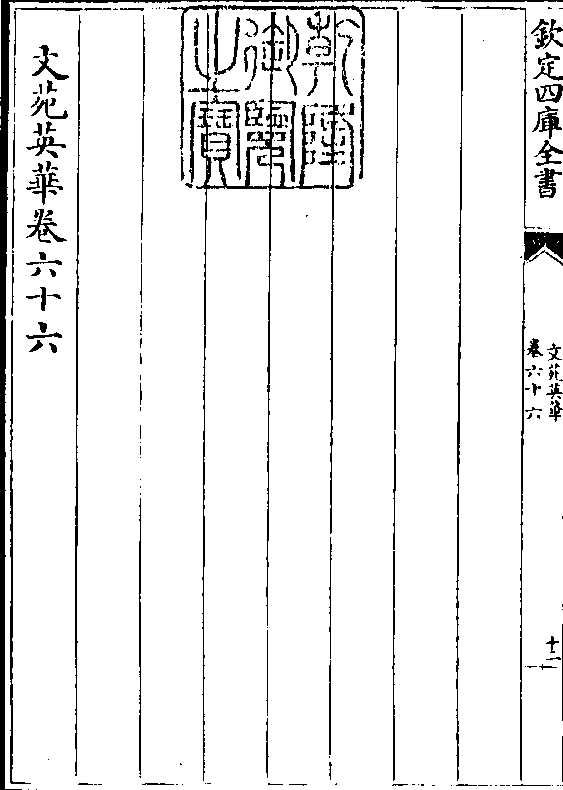 欽定四庫全書
文苑英華
卷六十六
十二
乾隆御覽之寶
文苑英華卷六十六